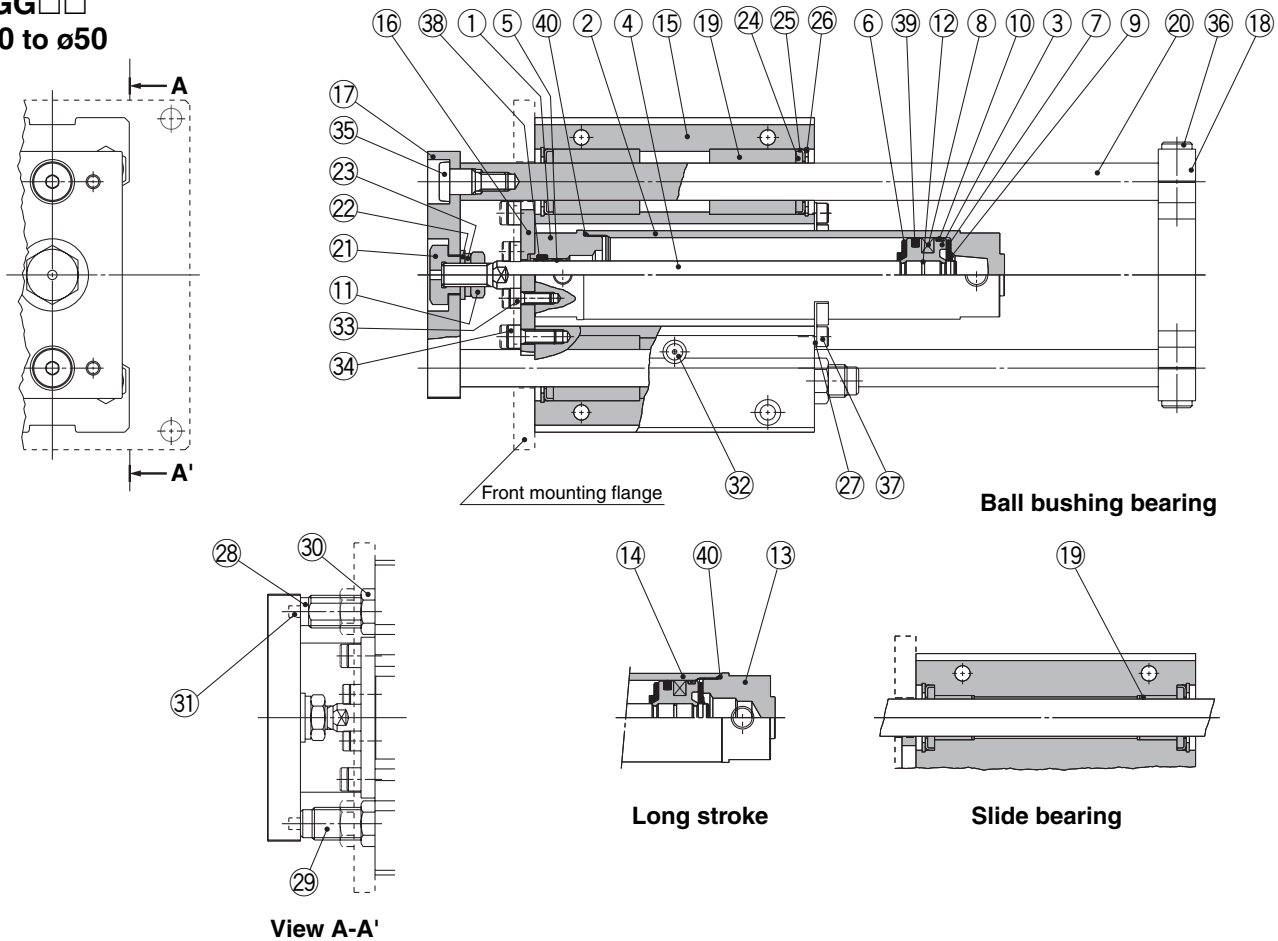 GG□□
0 to ø50
A
A'
16 38 1 5 40 2 4 15 19 24 25 26 6 39 12 8 10 3 7 9 20 36 18
17
35
23
22
21
11
33
34
32 27 37
Front mounting flange
Ball bushing bearing
28 30
31
29
View A-A'
14 40 13
Long stroke
19
Slide bearing